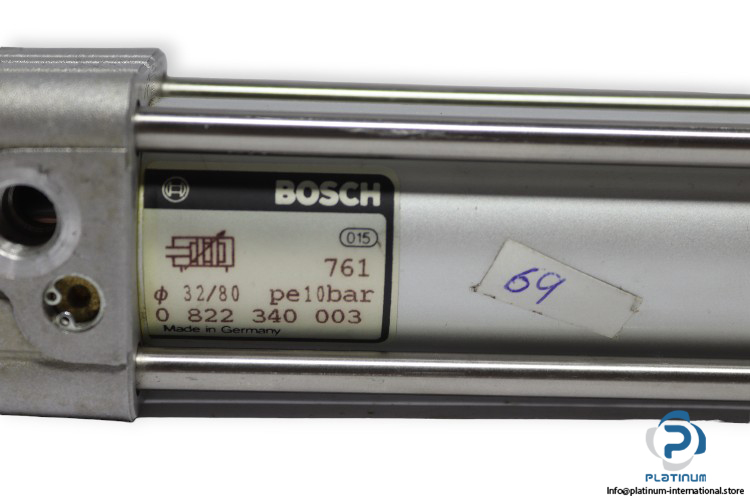 BOSCH
015
761
ϕ 32/80 pe10bar
0 822 340 003
Made in Germany
69
PLATINUM
Info@platinum-international.store